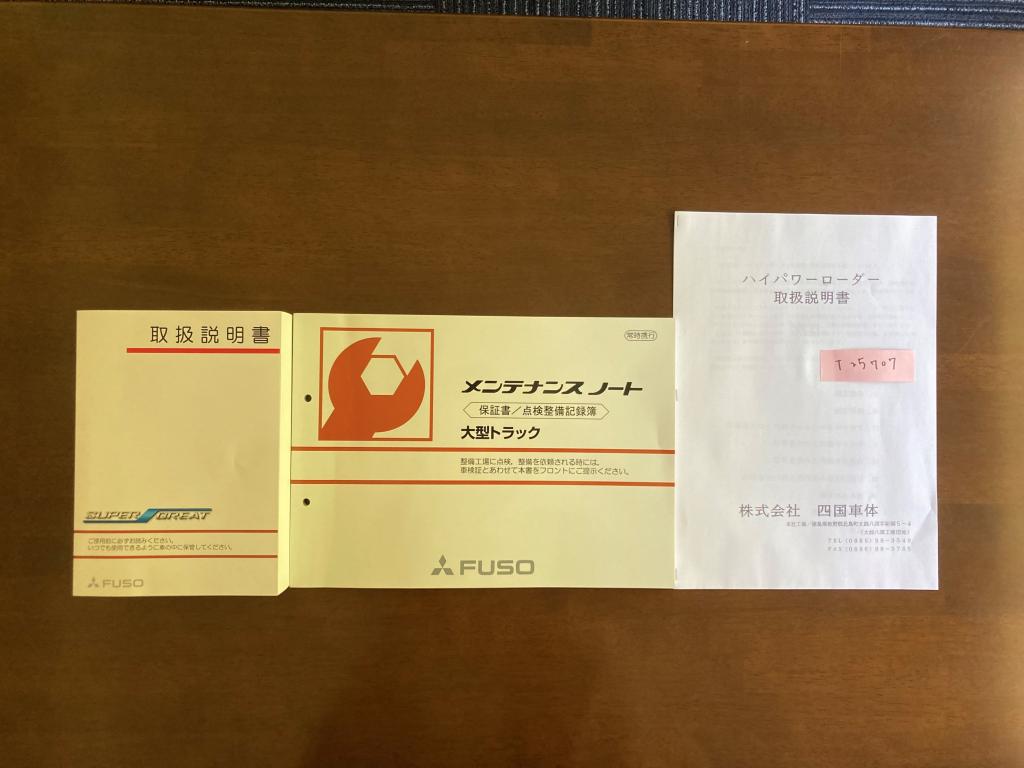 取扱説明書
SUPER GREAT
ご使用前に必ずお読みください。
いつでも使用できるように車の中に保管してください。
FUSO
常時携行
メンテナンス ノート
保証書/点検整備記録簿
大型トラック
整備工場に点検、整備を依頼される時には、
車検証とあわせて本書をフロントにご提示ください。
FUSO
ハイパワーローダー
取扱説明書
T25707
株式会社 四国車体